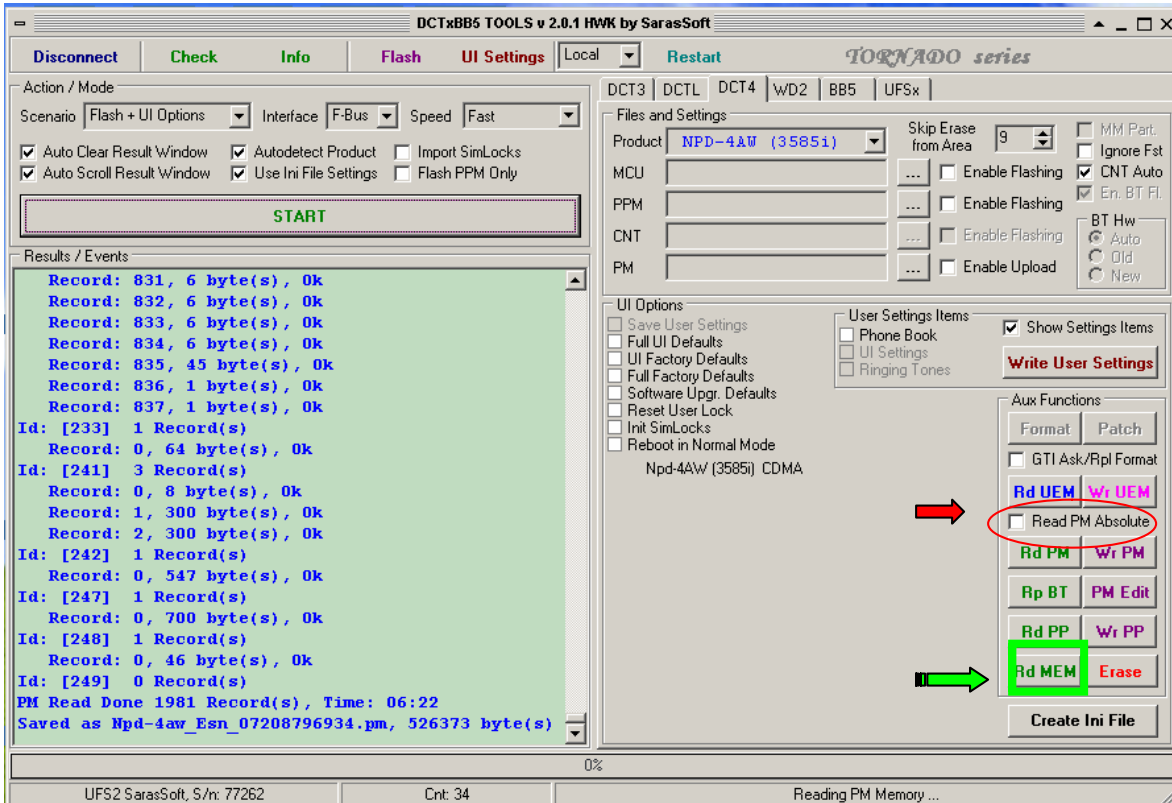 DCTxBB5 TOOLS v 2.0.1 HWK by SarasSoft
Disconnect Check Info Flash UI Settings Local Restart TORNADO series
Action / Mode
Scenario Flash + UI Options Interface F-Bus Speed Fast
Auto Clear Result Window Autodetect Product Import SimLocks
Auto Scroll Result Window Use Ini File Settings Flash PPM Only
START
Results / Events
Record: 831, 6 byte(s), Ok
Record: 832, 6 byte(s), Ok
Record: 833, 6 byte(s), Ok
Record: 834, 6 byte(s), Ok
Record: 835, 45 byte(s), Ok
Record: 836, 1 byte(s), Ok
Record: 837, 1 byte(s), Ok
Id: [233] 1 Record(s)
Record: 0, 64 byte(s), Ok
Id: [241] 3 Record(s)
Record: 0, 8 byte(s), Ok
Record: 1, 300 byte(s), Ok
Record: 2, 300 byte(s), Ok
Id: [242] 1 Record(s)
Record: 0, 547 byte(s), Ok
Id: [247] 1 Record(s)
Record: 0, 700 byte(s), Ok
Id: [248] 1 Record(s)
Record: 0, 46 byte(s), Ok
Id: [249] 0 Record(s)
PM Read Done 1981 Record(s), Time: 06:22
Saved as Npd-4aw_Esn_07208796934.pm, 526373 byte(s)
DCT3 DCTL DCT4 WD2 BB5 UFSx
Files and Settings
Product NPD-4AW (3585i) Skip Erase from Area 9
MCU ... Enable Flashing
PPM ... Enable Flashing
CNT ... Enable Flashing
PM ... Enable Upload
MM Part.
Ignore Fst
CNT Auto
En. BT Fl.
BT Hw
Auto
Old
New
UI Options
Save User Settings
Full UI Defaults
UI Factory Defaults
Full Factory Defaults
Software Upgr. Defaults
Reset User Lock
Init SimLocks
Reboot in Normal Mode
Npd-4AW (3585i) CDMA
User Settings Items
Phone Book
UI Settings
Ringing Tones
Show Settings Items
Write User Settings
Aux Functions
Format Patch
GTI Ask/Rpl Format
Rd UEM Wr UEM
Read PM Absolute
Rd PM Wr PM
Rp BT PM Edit
Rd PP Wr PP
Rd MEM Erase
Create Ini File
0%
UFS2 SarasSoft, S/n: 77262 Cnt: 34 Reading PM Memory ...